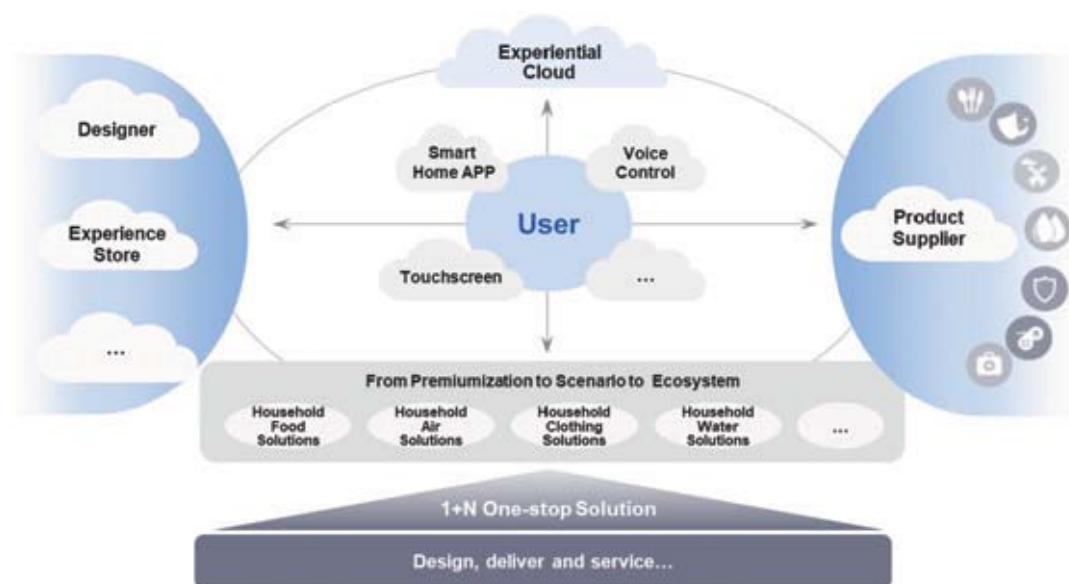 Experiential
Cloud
Designer
Experience
Store
...
Smart
Home APP
Voice
Control
User
Touchscreen
...
Product
Supplier
From Premiumization to Scenario to Ecosystem
Household
Food
Solutions
Household
Air
Solutions
Household
Clothing
Solutions
Household
Water
Solutions
...
1+N One-stop Solution
Design, deliver and service...